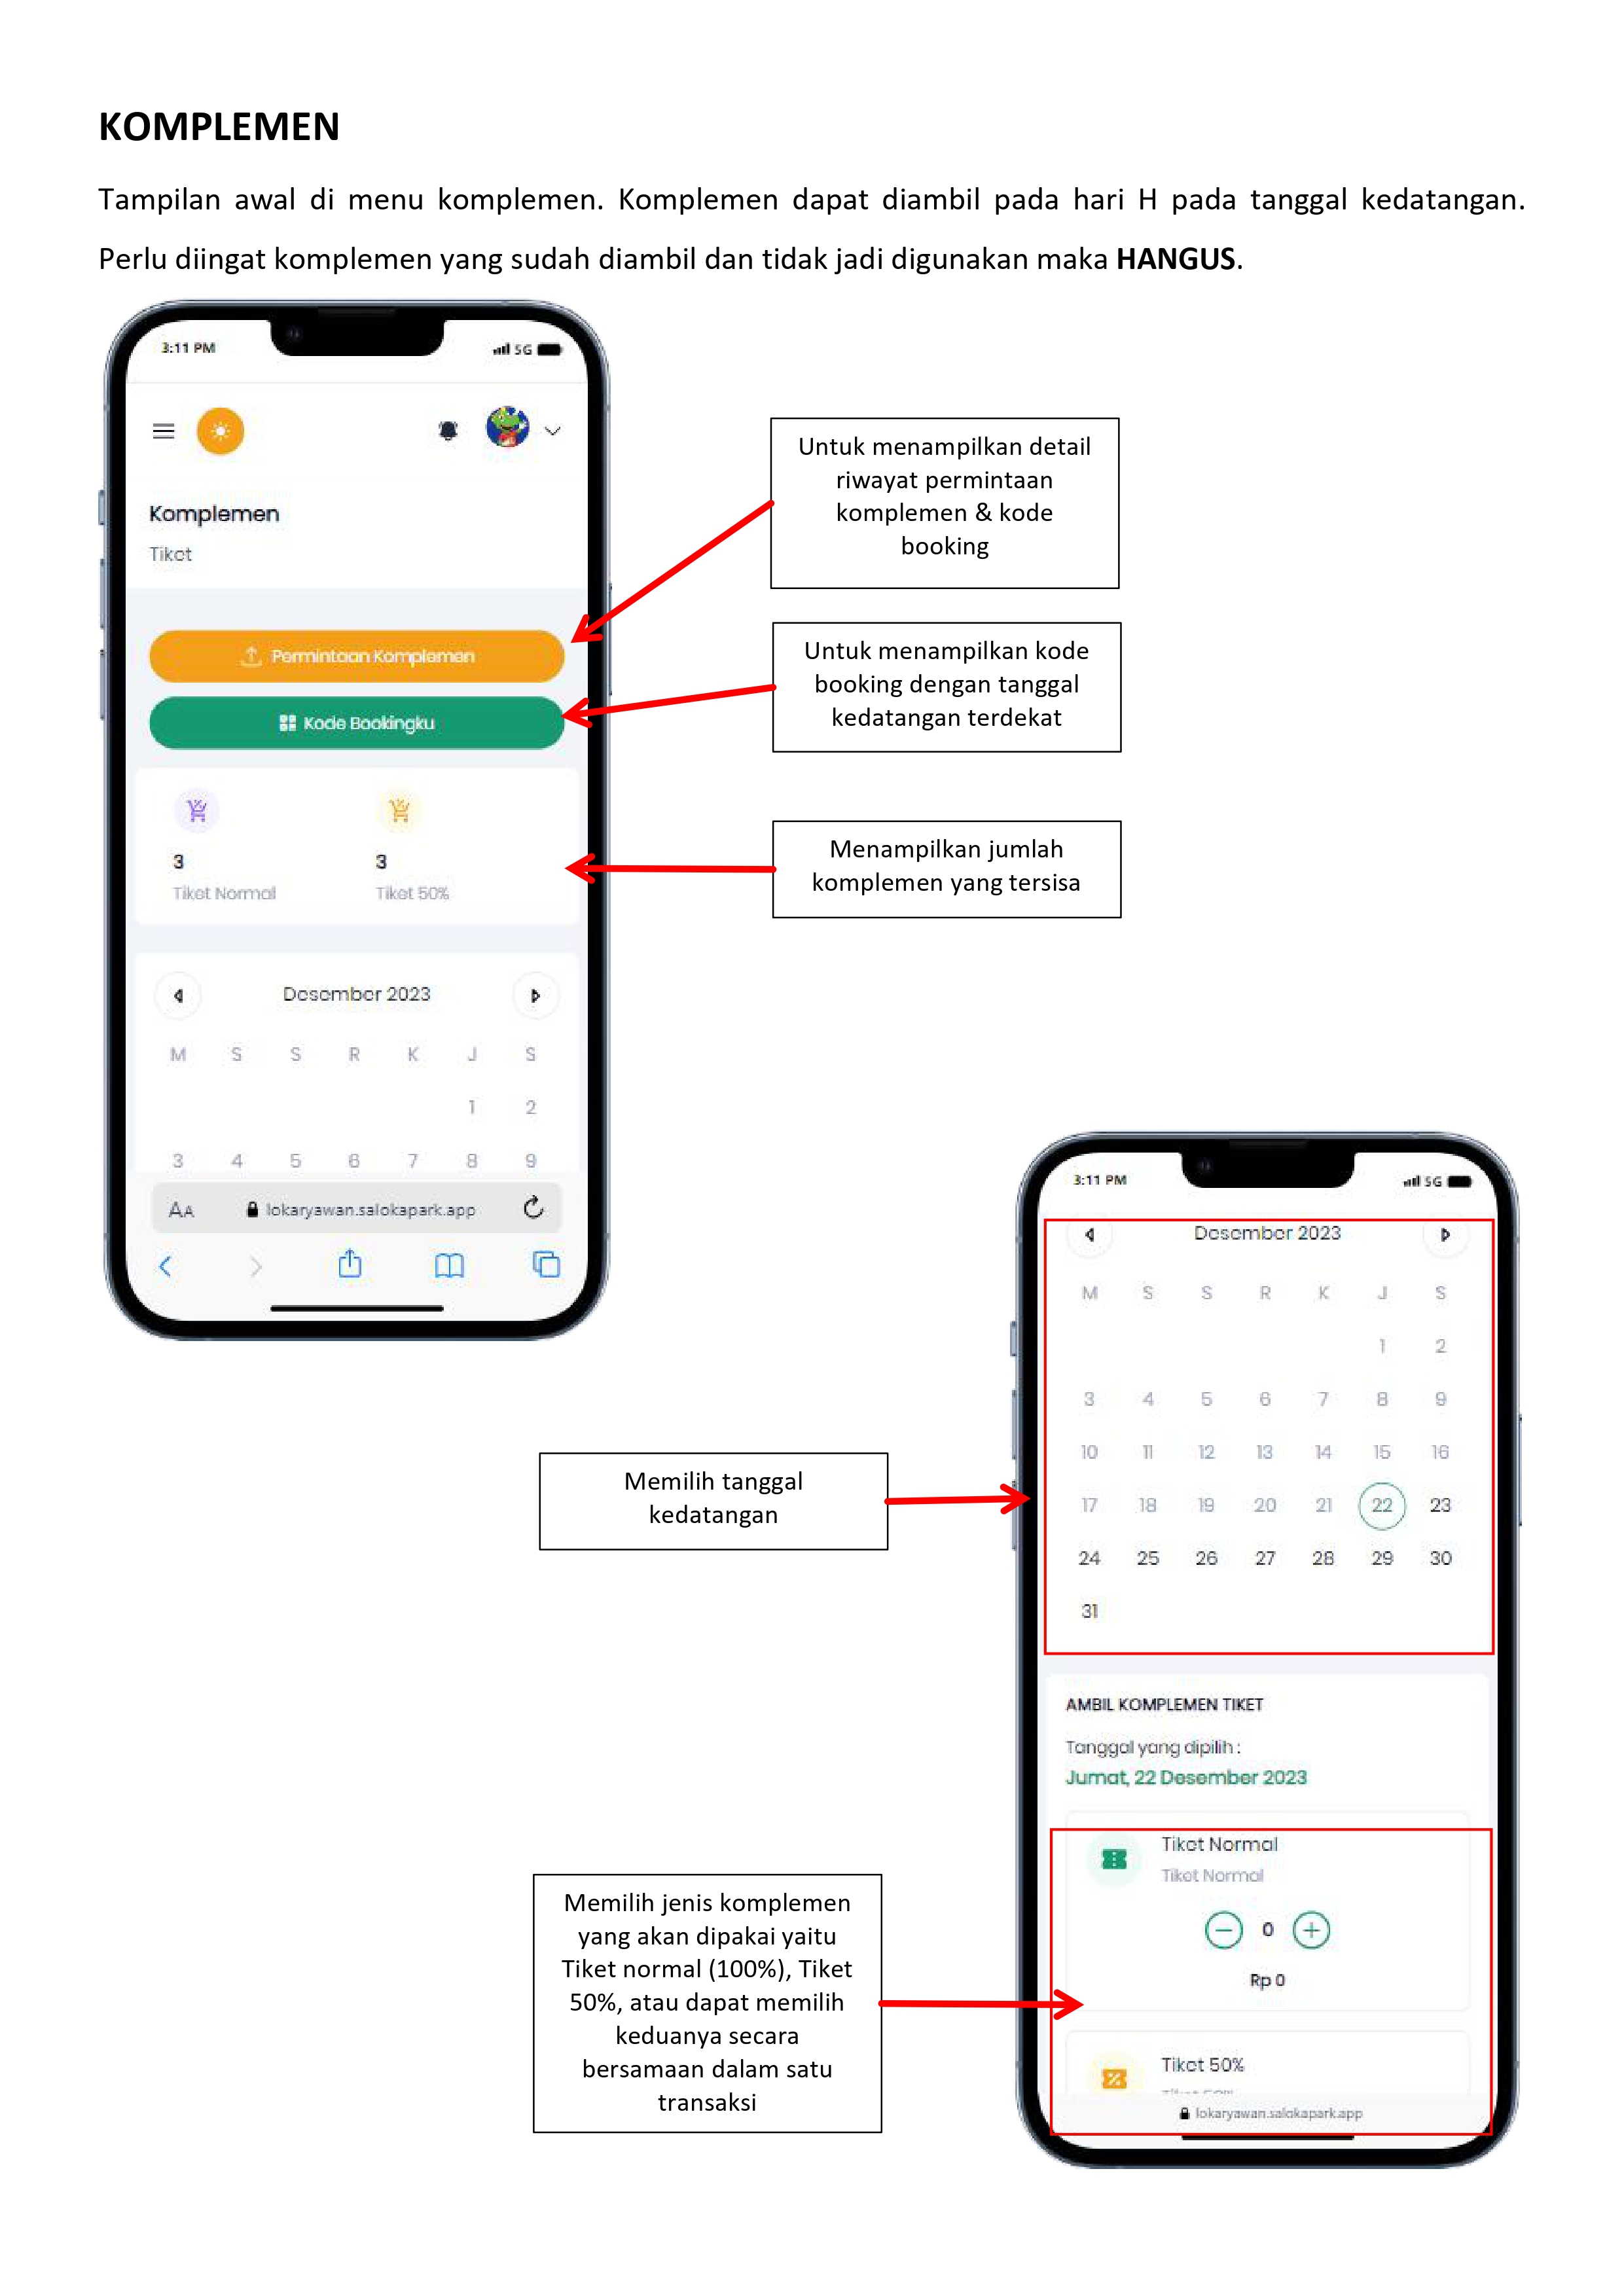 KOMPLEMEN
Tampilan awal di menu komplemen. Komplemen dapat diambil pada hari H pada tanggal kedatangan.
Perlu diingat komplemen yang sudah diambil dan tidak jadi digunakan maka HANGUS.
3:11 PM
5G
Komplemen
Tiket
Permintaan Komplemen
Kode Bookingku
3 3
Tiket Normal Tiket 50%
Desember 2023
M S S R K J S
1 2
3 4 5 6 7 8 9
AA lokaryawan.salokapark.app
Untuk menampilkan detail
riwayat permintaan
komplemen & kode
booking
Untuk menampilkan kode
booking dengan tanggal
kedatangan terdekat
Menampilkan jumlah
komplemen yang tersisa
Memilih tanggal
kedatangan
Memilih jenis komplemen
yang akan dipakai yaitu
Tiket normal (100%), Tiket
50%, atau dapat memilih
keduanya secara
bersamaan dalam satu
transaksi
3:11 PM
5G
Desember 2023
M S S R K J S
1 2
3 4 5 6 7 8 9
10 11 12 13 14 15 16
17 18 19 20 21 22 23
24 25 26 27 28 29 30
31
AMBIL KOMPLEMEN TIKET
Tanggal yang dipilih :
Jumat, 22 Desember 2023
Tiket Normal
Tiket Normal
0
Rp 0
Tiket 50%
lokaryawan.salokapark.app